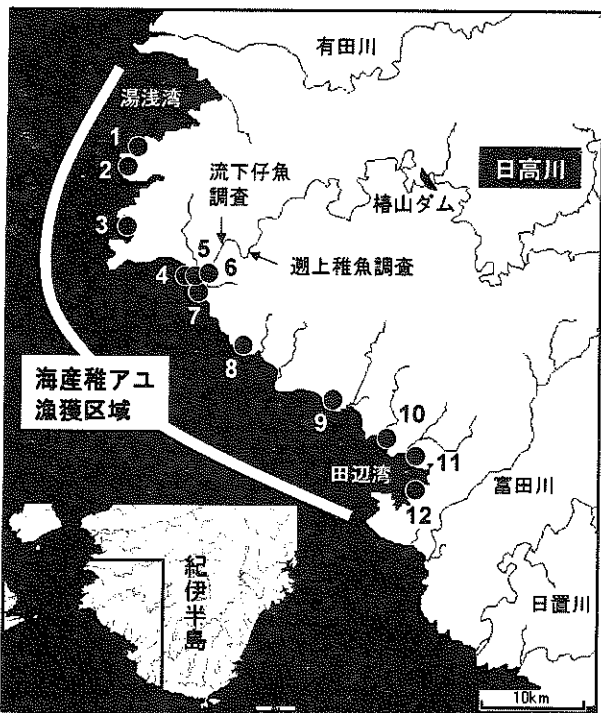 有田川
湯浅湾
1
2
流下仔魚
調査
日高川
椿山ダム
3
5
6
4
遡上稚魚調査
7
8
海産稚アユ
漁獲区域
9
10
11
田辺湾
12
富田川
紀伊半島
日置川
10km